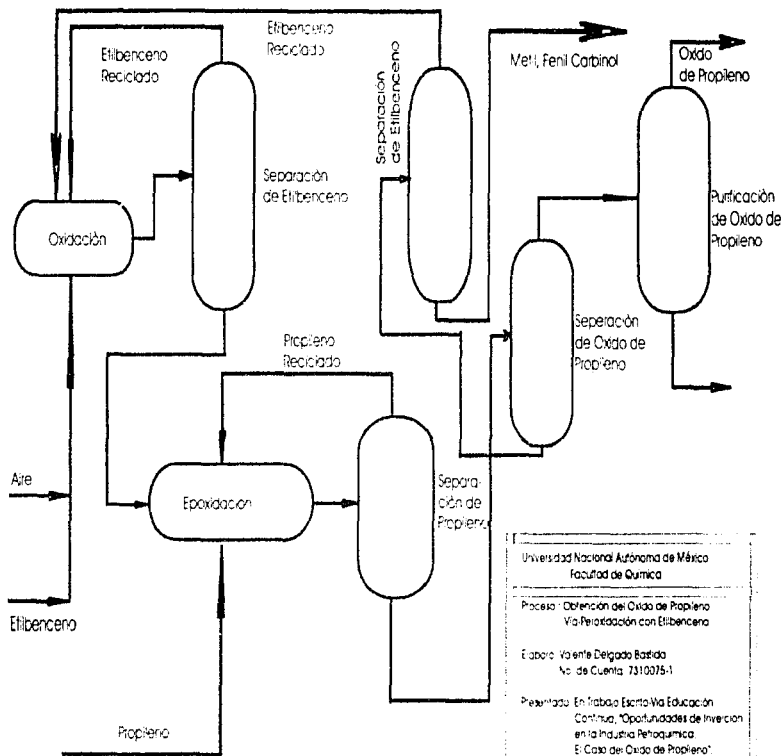 Etilbenceno
Reciclado
Etilbenceno
Reciclado
Separación
de Etilbenceno
Metil, Fenil Carbinol
Oxido
de Propileno
Separación
de Etilbenceno
Oxidación
Purificación
de Oxido de
Propileno
Propileno
Reciclado
Seperación
de Oxido de
Propileno
Aire
Epoxidación
Separa-
ción de
Propileno
Etilbenceno
Propileno
Universidad Nacional Autónoma de México
Facultad de Química
Proceso: Obtención del Oxido de Propileno
Vía-Peroxidación con Etilbenceno
Elaboro: Valente Delgado Bastida
No. de Cuenta: 7310075-1
Presentado: En Trabajo Escrito-Vía Educación
Continua, "Oportunidades de Inverción
en la Industria Petroquímica.
El Caso del Oxido de Propileno".